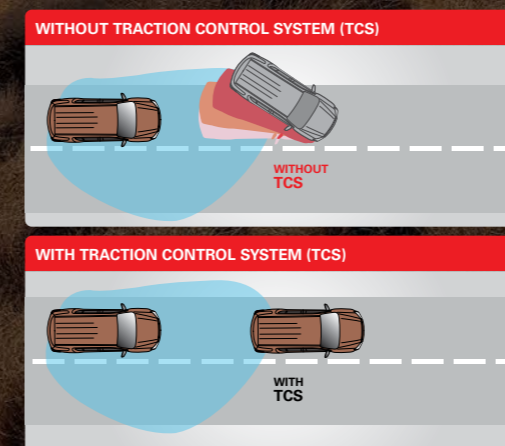 WITHOUT TRACTION CONTROL SYSTEM (TCS)
WITHOUT
TCS
WITH TRACTION CONTROL SYSTEM (TCS)
WITH
TCS